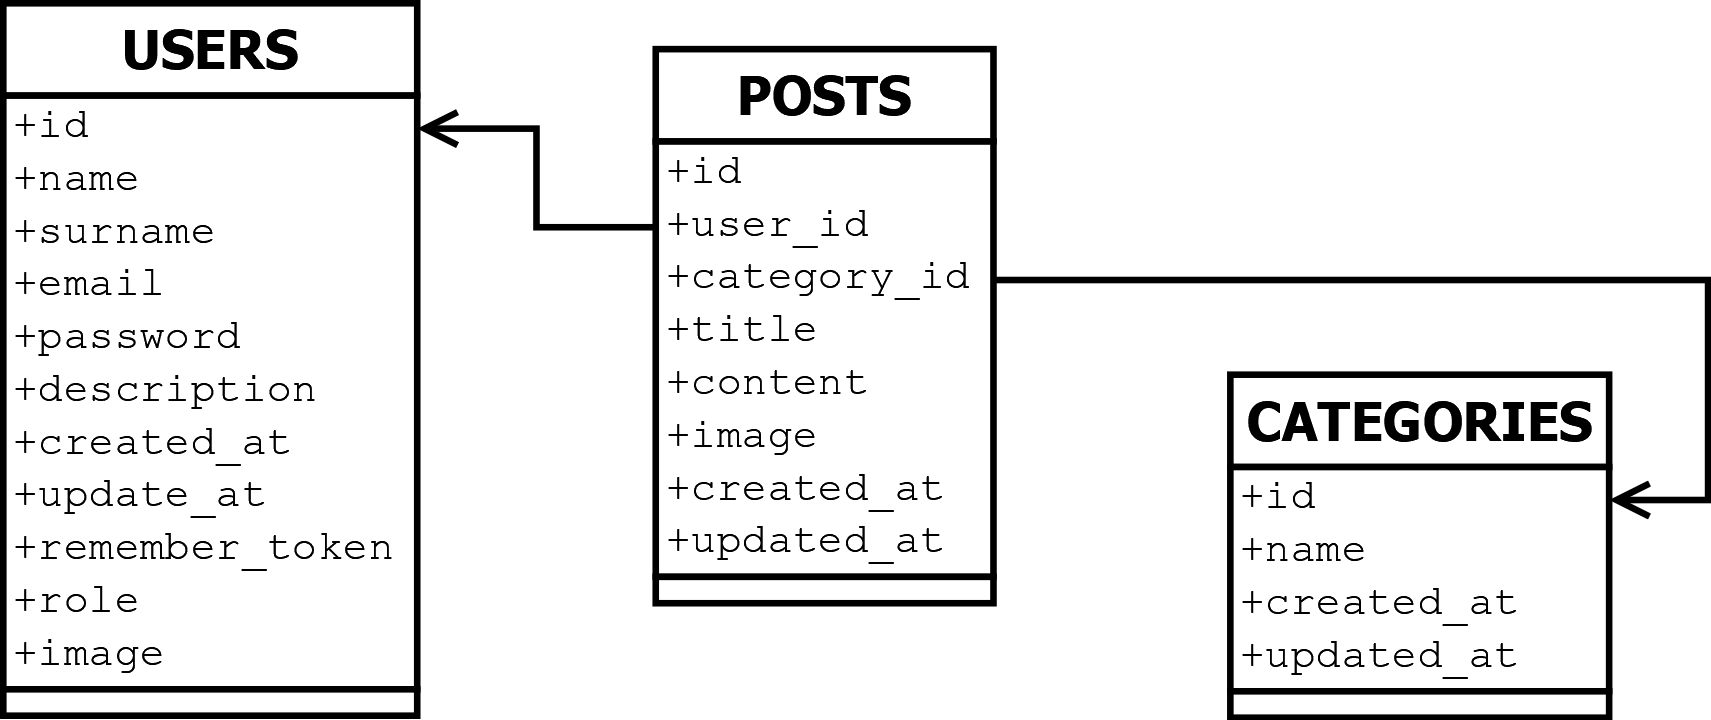 USERS
+id
+name
+surname
+email
+password
+description
+created_at
+update_at
+remember_token
+role
+image
POSTS
+id
+user_id
+category_id
+title
+content
+image
+created_at
+updated_at
CATEGORIES
+id
+name
+created_at
+updated_at